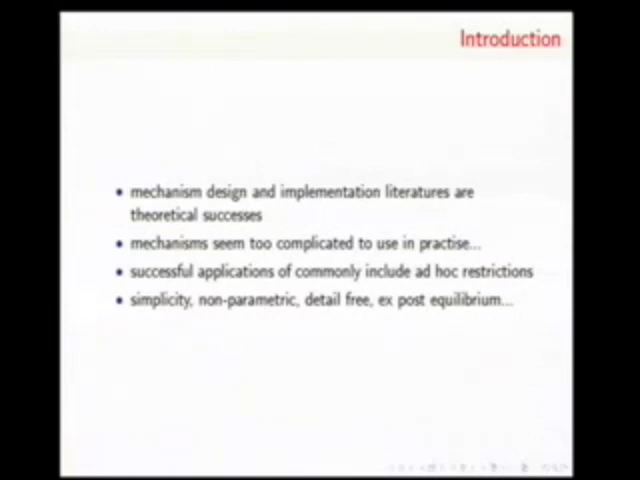 Introduction
• mechanism design and implementation literatures are
theoretical successes
• mechanisms seem too complicated to use in practise...
• successful applications of commonly include ad hoc restrictions
• simplicity, non-parametric, detail free, ex post equilibrium...